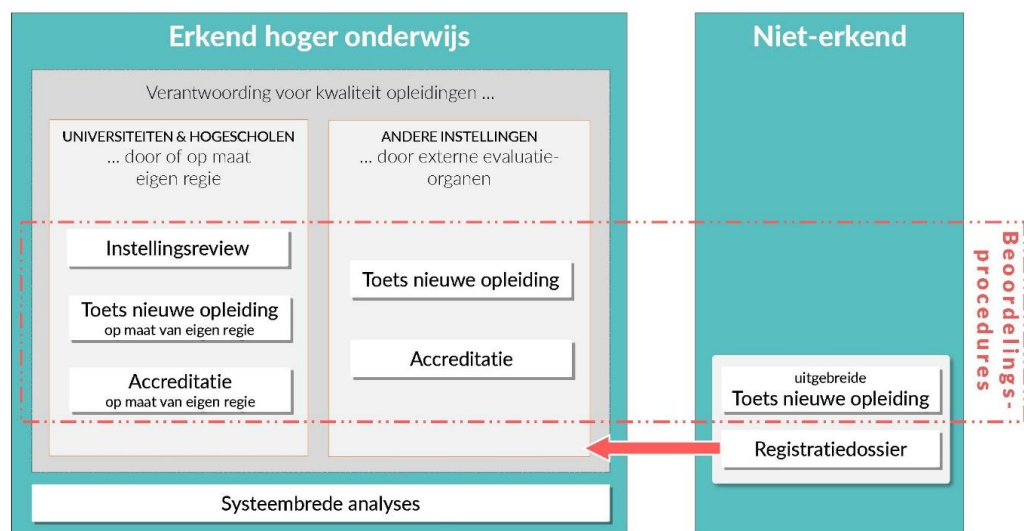 Erkend hoger onderwijs
Verantwoording voor kwaliteit opleidingen ...
UNIVERSITEITEN & HOGESCHOLEN
... door of op maat
eigen regie
Instellingsreview
Toets nieuwe opleiding
op maat van eigen regie
Accreditatie
op maat van eigen regie
ANDERE INSTELLINGEN
... door externe evaluatie-
organen
Toets nieuwe opleiding
Accreditatie
Systeembrede analyses
Niet-erkend
uitgebreide
Toets nieuwe opleiding
Registratiedossier
Beoordelings-
procedures